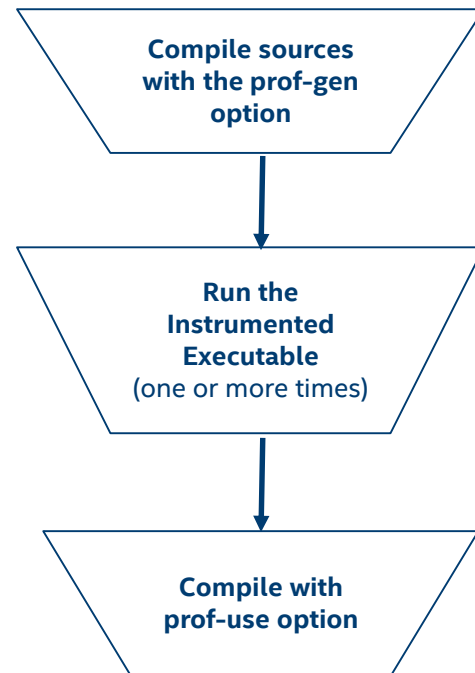 Compile sources
with the prof-gen
option
Run the
Instrumented
Executable
(one or more times)
Compile with
prof-use option